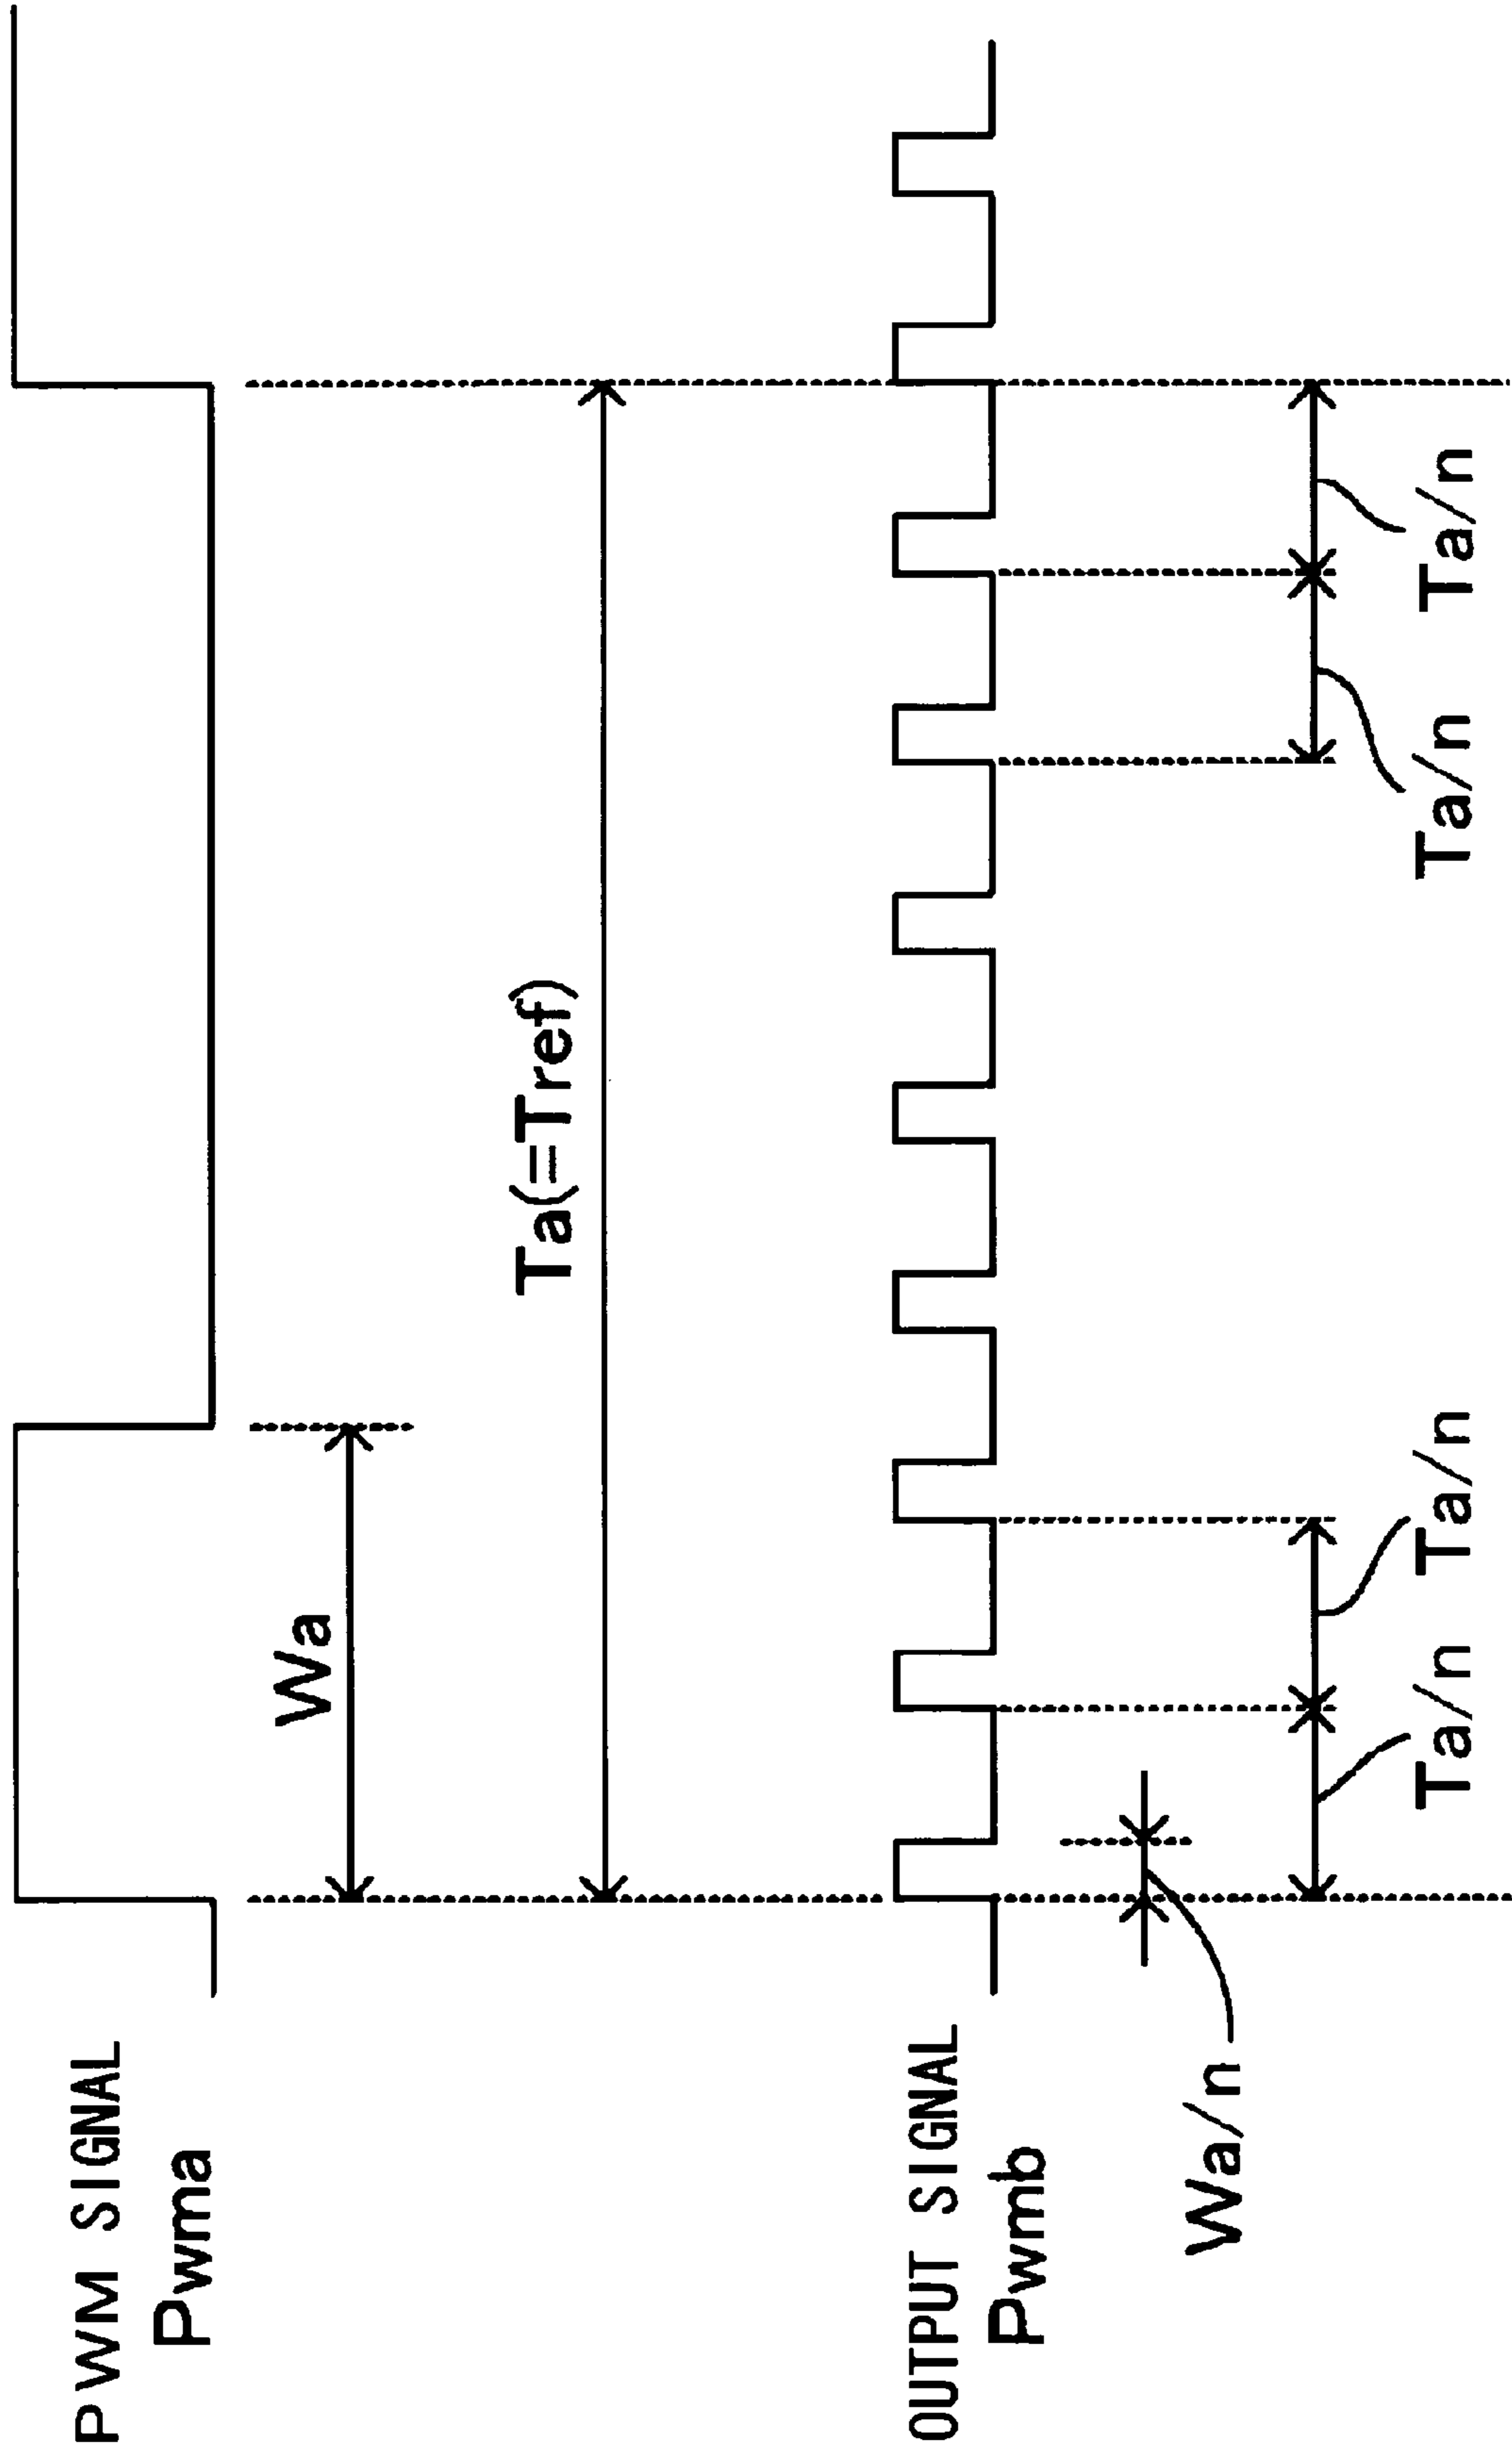 PWM SIGNAL
Pwma
Wa
Ta(=Tref)
OUTPUT SIGNAL
Pwmb
Wa/n
Ta/n
Ta/n
Ta/n
Ta/n